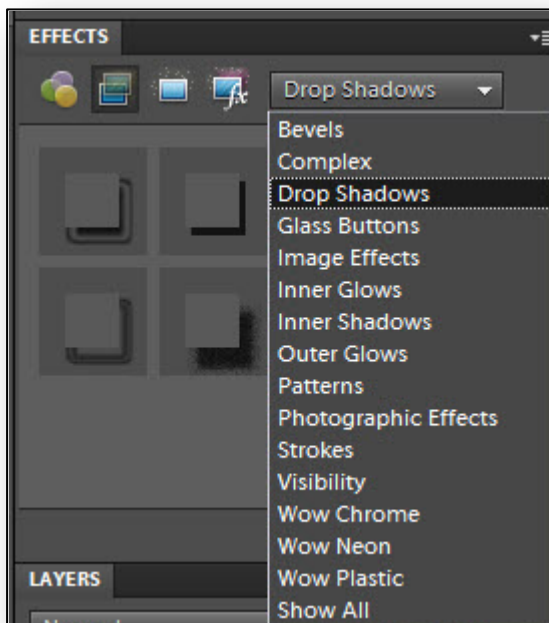 EFFECTS
fx
Drop Shadows
Bevels
Complex
Drop Shadows
Glass Buttons
Image Effects
Inner Glows
Inner Shadows
Outer Glows
Patterns
Photographic Effects
Strokes
Visibility
Wow Chrome
Wow Neon
Wow Plastic
Show All
LAYERS